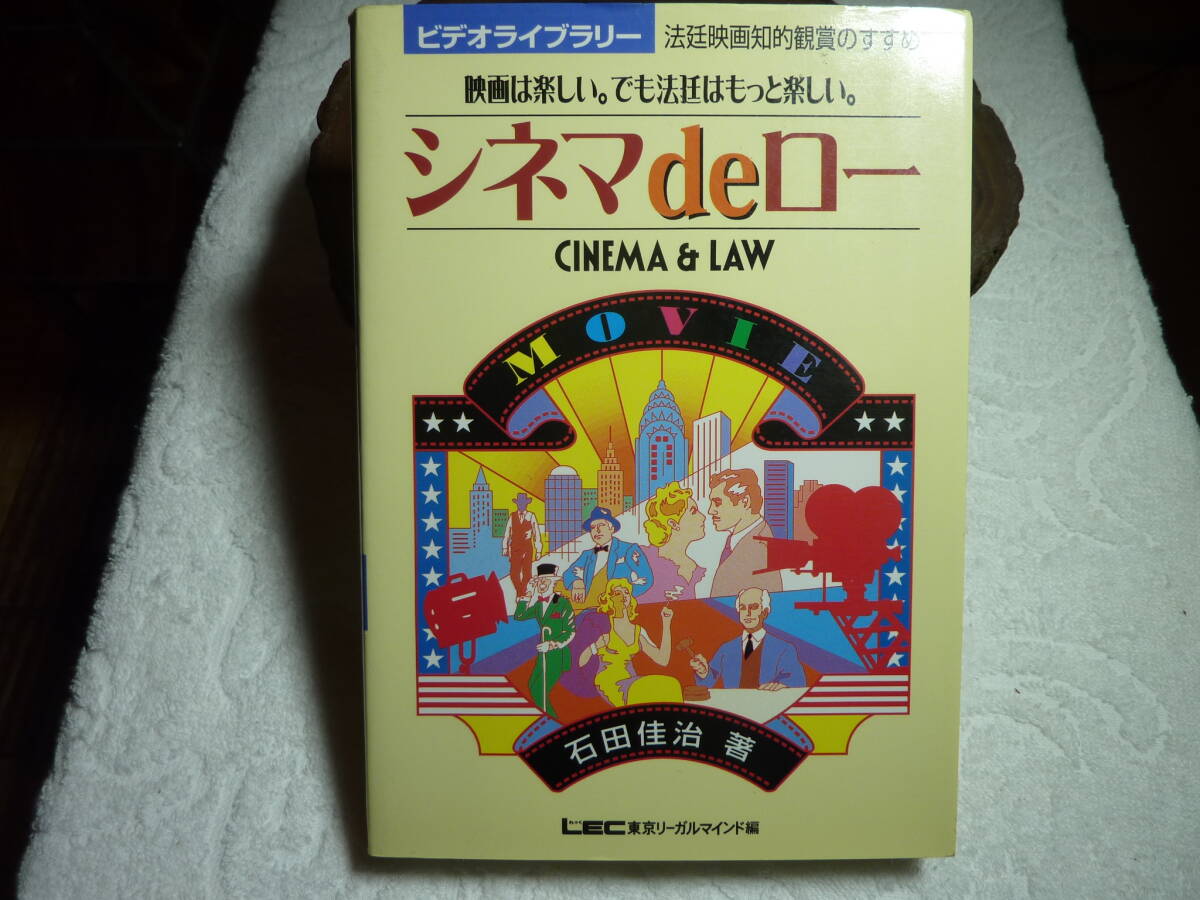 ビデオライブラリー 法廷映画知的観賞のすすめ
映画は楽しい。でも法廷はもっと楽しい。
シネマdeロー
CINEMA & LAW
MOVIE
石田佳治 著
LEC東京リーガルマインド編